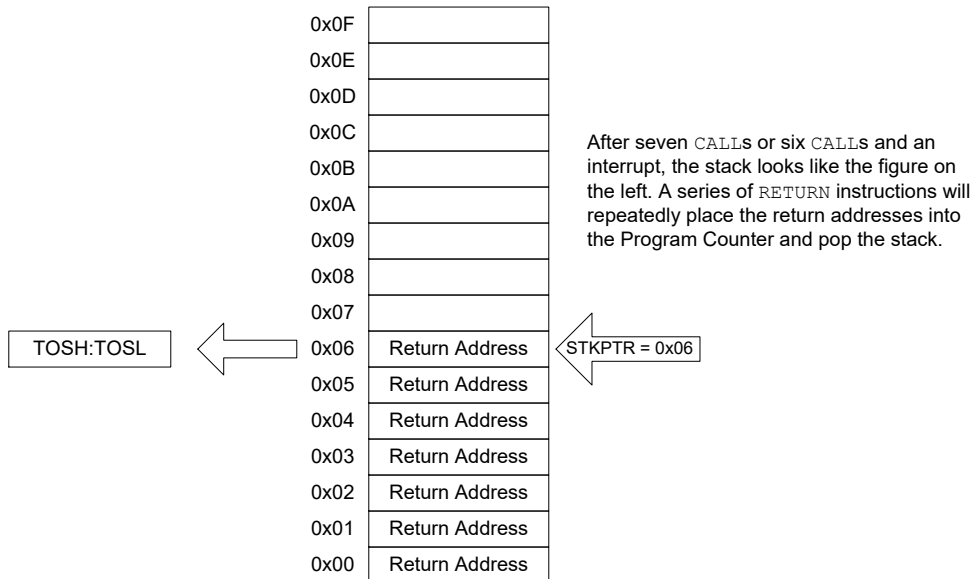 0x0F
0x0E
0x0D
0x0C
0x0B
0x0A
0x09
0x08
0x07
After seven CALLs or six CALLs and an
interrupt, the stack looks like the figure on
the left. A series of RETURN instructions will
repeatedly place the return addresses into
the Program Counter and pop the stack.
TOSH:TOSL 0x06 Return Address STKPTR = 0x06
0x05 Return Address
0x04 Return Address
0x03 Return Address
0x02 Return Address
0x01 Return Address
0x00 Return Address